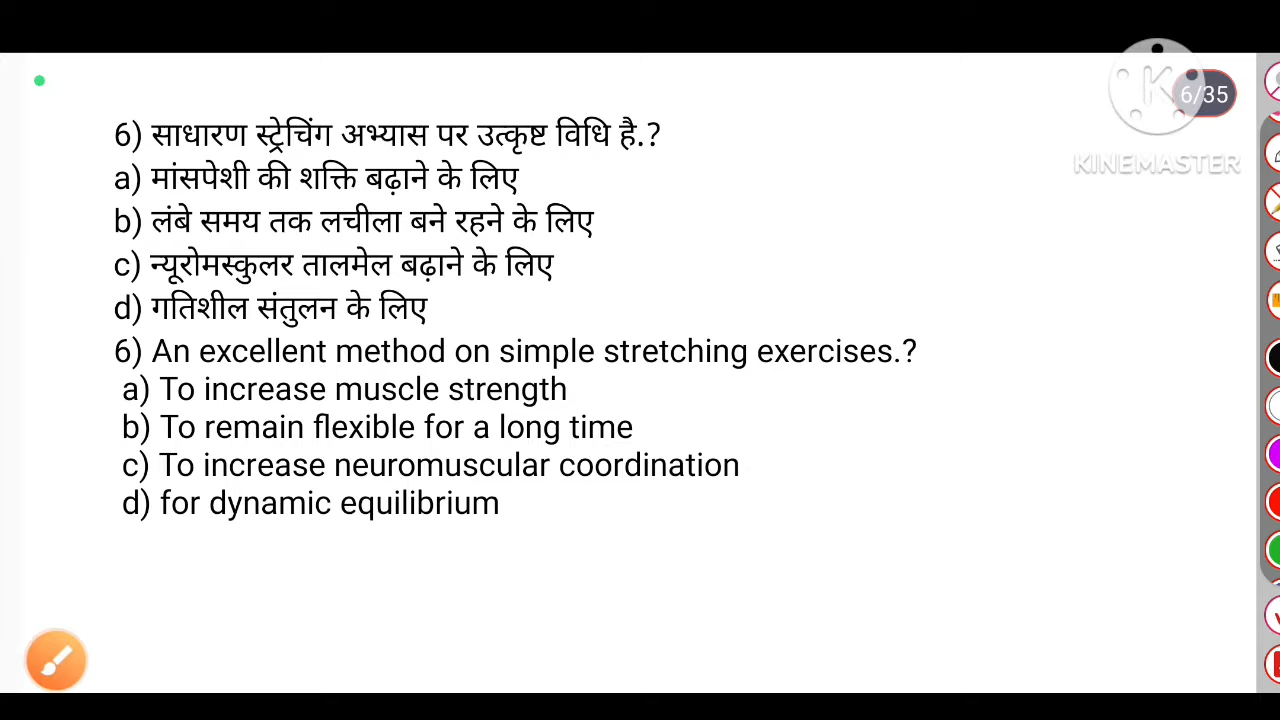 6/35
KINEMASTER
6) साधारण स्ट्रेचिंग अभ्यास पर उत्कृष्ट विधि है.?
a) मांसपेशी की शक्ति बढ़ाने के लिए
b) लंबे समय तक लचीला बने रहने के लिए
c) न्यूरोमस्कुलर तालमेल बढ़ाने के लिए
d) गतिशील संतुलन के लिए
6) An excellent method on simple stretching exercises.?
a) To increase muscle strength
b) To remain flexible for a long time
c) To increase neuromuscular coordination
d) for dynamic equilibrium